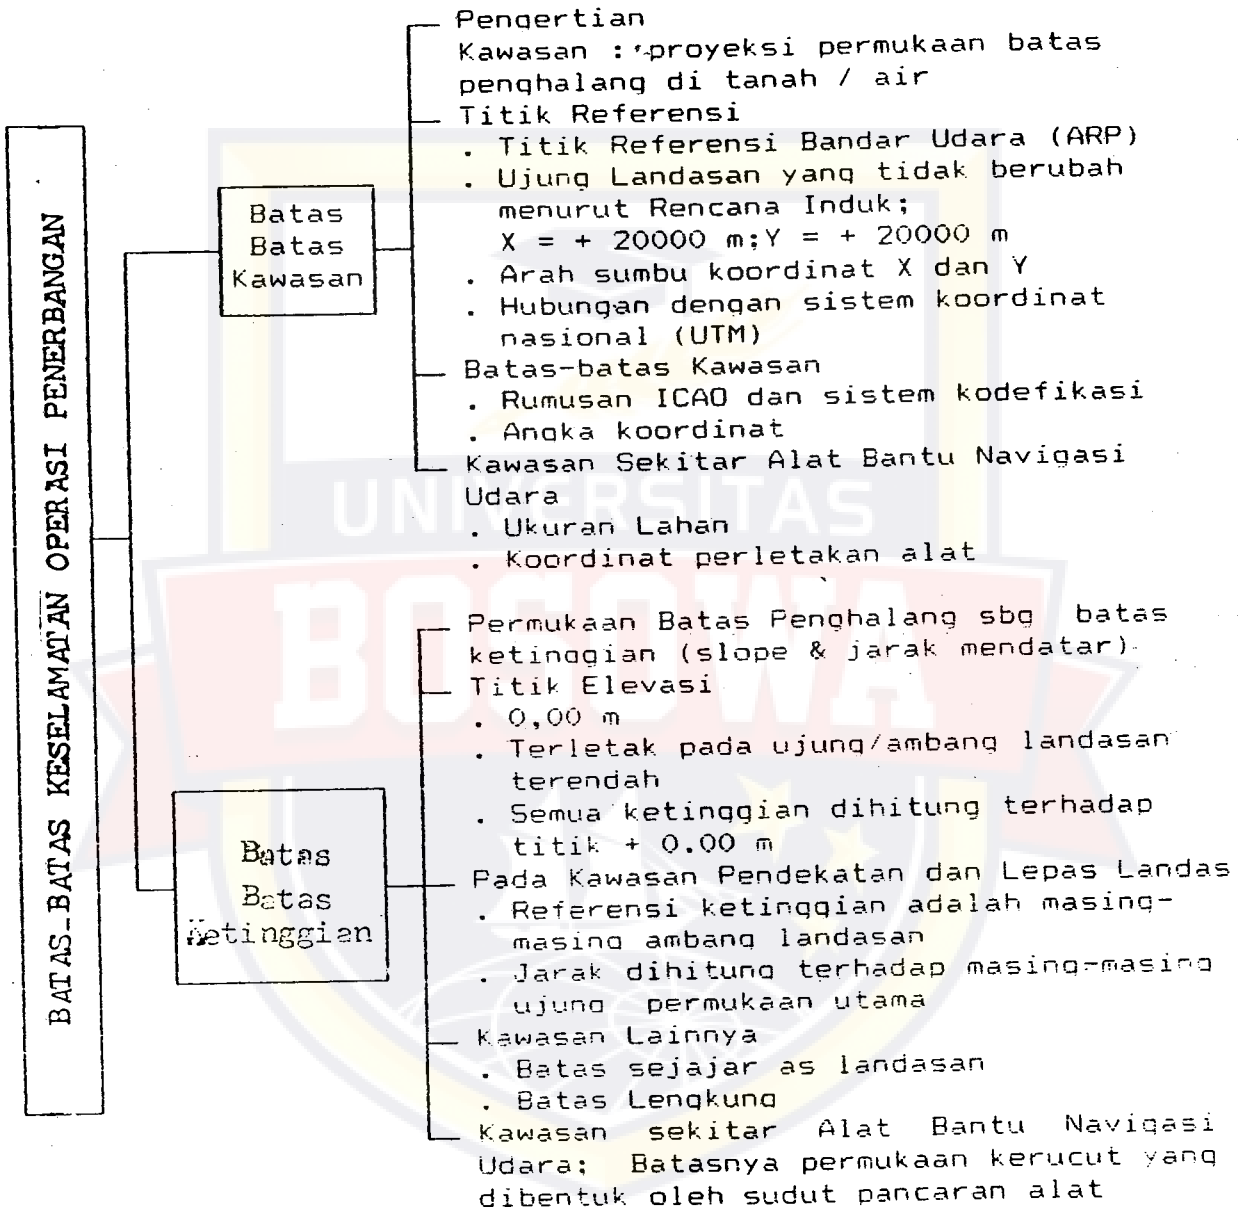 BATAS-BATAS KESELAMATAN OPERASI PENERBANGAN
Batas
Batas
Kawasan
Pengertian
Kawasan : proyeksi permukaan batas
penghalang di tanah / air
Titik Referensi
. Titik Referensi Bandar Udara (ARP)
. Ujung Landasan yang tidak berubah
menurut Rencana Induk;
X = + 20000 m;Y = + 20000 m
. Arah sumbu koordinat X dan Y
. Hubungan dengan sistem koordinat
nasional (UTM)
Batas-batas Kawasan
. Rumusan ICAO dan sistem kodefikasi
. Angka koordinat
Kawasan Sekitar Alat Bantu Navigasi
Udara
. Ukuran Lahan
. Koordinat perletakan alat
Batas
Batas
Ketinggian
Permukaan Batas Penghalang sbg batas
ketinggian (slope & jarak mendatar)
Titik Elevasi
. 0,00 m
. Terletak pada ujung/ambang landasan
terendah
. Semua ketinggian dihitung terhadap
titik + 0.00 m
Pada Kawasan Pendekatan dan Lepas Landas
. Referensi ketinggian adalah masing-
masing ambang landasan
. Jarak dihitung terhadap masing-masing
ujung permukaan utama
Kawasan Lainnya
. Batas sejajar as landasan
. Batas Lengkung
Kawasan sekitar Alat Bantu Navigasi
Udara; Batasnya permukaan kerucut yang
dibentuk oleh sudut pancaran alat
UNIVERSITAS
BOSOWA